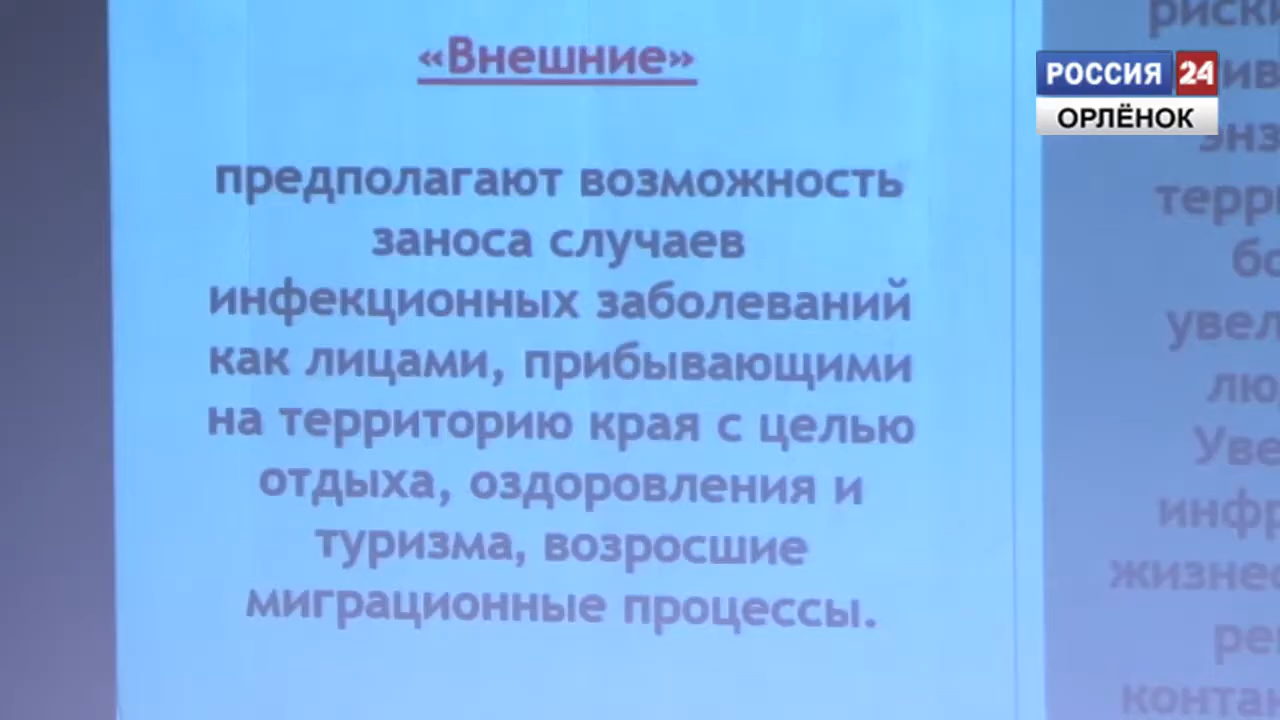 «Внешние»
предполагают возможность
заноса случаев
инфекционных заболеваний
как лицами, прибывающими
на территорию края с целью
отдыха, оздоровления и
туризма, возросшие
миграционные процессы.
РОССИЯ 24
ОРЛЁНОК